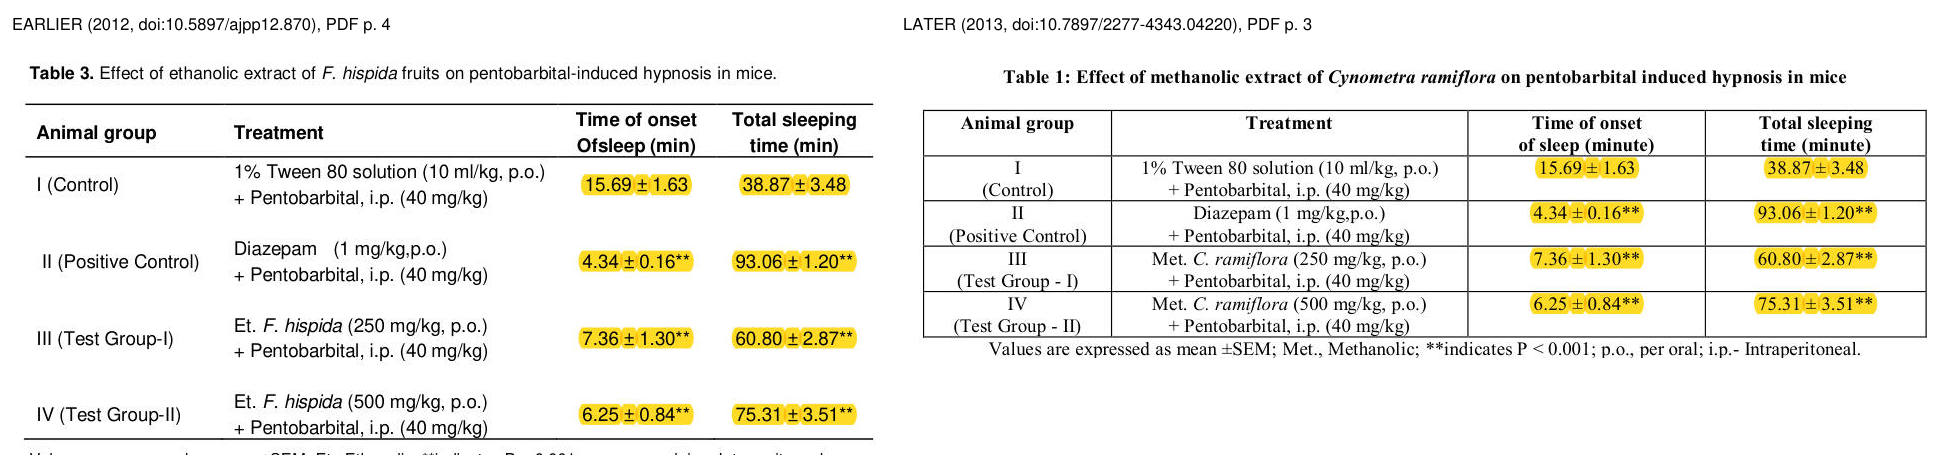 EARLIER (2012, doi:10.5897/ajpp12.870), PDF p. 4
Table 3. Effect of ethanolic extract of F. hispida fruits on pentobarbital-induced hypnosis in mice.
Animal group Treatment Time of onset Ofsleep (min) Total sleeping time (min)
I (Control) 1% Tween 80 solution (10 ml/kg, p.o.) + Pentobarbital, i.p. (40 mg/kg) 15.69 ± 1.63 38.87 ± 3.48
II (Positive Control) Diazepam (1 mg/kg,p.o.) + Pentobarbital, i.p. (40 mg/kg) 4.34 ± 0.16** 93.06 ± 1.20**
III (Test Group-I) Et. F. hispida (250 mg/kg, p.o.) + Pentobarbital, i.p. (40 mg/kg) 7.36 ± 1.30** 60.80 ± 2.87**
IV (Test Group-II) Et. F. hispida (500 mg/kg, p.o.) + Pentobarbital, i.p. (40 mg/kg) 6.25 ± 0.84** 75.31 ± 3.51**
LATER (2013, doi:10.7897/2277-4343.04220), PDF p. 3
Table 1: Effect of methanolic extract of Cynometra ramiflora on pentobarbital induced hypnosis in mice
Animal group Treatment Time of onset of sleep (minute) Total sleeping time (minute)
I (Control) 1% Tween 80 solution (10 ml/kg, p.o.) + Pentobarbital, i.p. (40 mg/kg) 15.69 ± 1.63 38.87 ± 3.48
II (Positive Control) Diazepam (1 mg/kg,p.o.) + Pentobarbital, i.p. (40 mg/kg) 4.34 ± 0.16** 93.06 ± 1.20**
III (Test Group - I) Met. C. ramiflora (250 mg/kg, p.o.) + Pentobarbital, i.p. (40 mg/kg) 7.36 ± 1.30** 60.80 ± 2.87**
IV (Test Group - II) Met. C. ramiflora (500 mg/kg, p.o.) + Pentobarbital, i.p. (40 mg/kg) 6.25 ± 0.84** 75.31 ± 3.51**
Values are expressed as mean ±SEM; Met., Methanolic; **indicates P < 0.001; p.o., per oral; i.p.- Intraperitoneal.